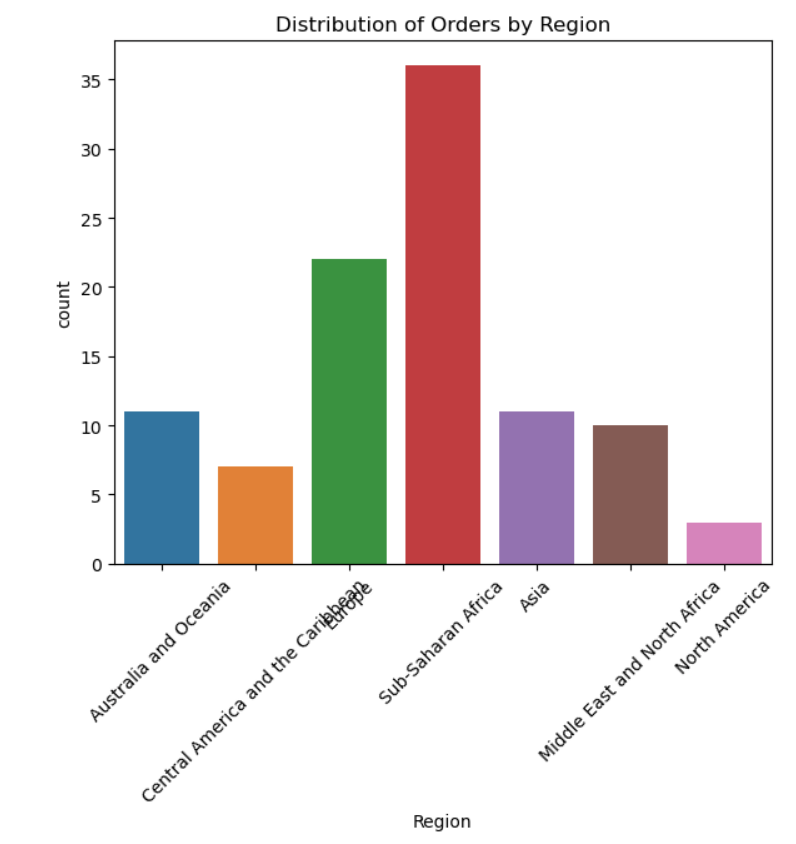 Distribution of Orders by Region
count
35
30
25
20
15
10
5
0
Australia and Oceania
Central America and the Caribbean
Europe
Sub-Saharan Africa
Asia
Middle East and North Africa
North America
Region